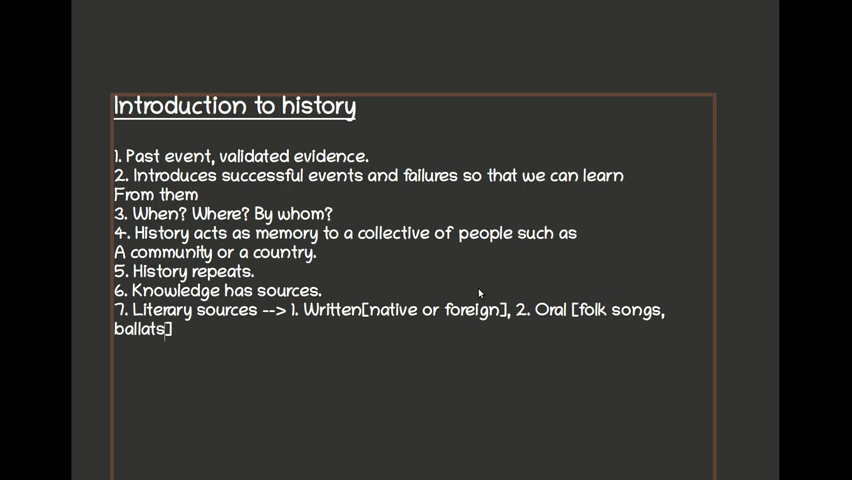 Introduction to history
1. Past event, validated evidence.
2. Introduces successful events and failures so that we can learn
From them
3. When? Where? By whom?
4. History acts as memory to a collective of people such as
A community or a country.
5. History repeats.
6. Knowledge has sources.
7. Literary sources --> 1. Written[native or foreign], 2. Oral [folk songs,
ballats]